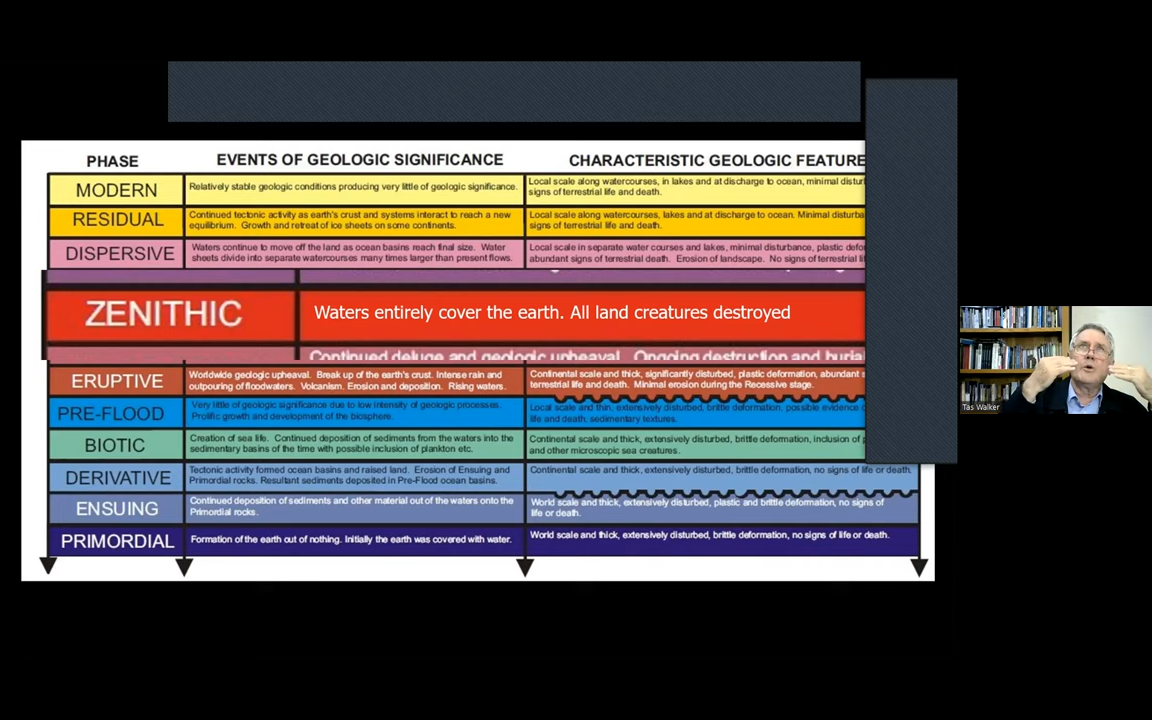 PHASE
EVENTS OF GEOLOGIC SIGNIFICANCE
CHARACTERISTIC GEOLOGIC FEATURE
MODERN
Relatively stable geologic conditions producing very little of geologic significance.
Local scale along watercourses, in lakes and at discharge to ocean, minimal distur
signs of terrestrial life and death.
RESIDUAL
Continued tectonic activity as earth's crust and systems interact to reach a new
equilibrium. Growth and retreat of ice sheets on some continents.
Local scale along watercourses, lakes and at discharge to ocean. Minimal disturba
signs of terrestrial life and death.
DISPERSIVE
Waters continue to move off the land as ocean basins reach final size. Water
sheets divide into separate watercourses many times larger than present flows.
Local scale in separate water courses and lakes, minimal disturbance, plastic defo
abundant signs of terrestrial death. Erosion of landscape. No signs of terrestrial li
ZENITHIC
Waters entirely cover the earth. All land creatures destroyed
Continued deluge and geologic upheaval. Ongoing destruction and burial
ERUPTIVE
Worldwide geologic upheaval. Break up of the earth's crust. Intense rain and
outpouring of floodwaters. Volcanism. Erosion and deposition. Rising waters.
Continental scale and thick, significantly disturbed, plastic deformation, abundant s
terrestrial life and death. Minimal erosion during the Recessive stage.
PRE-FLOOD
Very little of geologic significance due to low intensity of geologic processes.
Prolific growth and development of the biosphere.
Local scale and thin, extensively disturbed, brittle deformation, possible evidence o
life and death, sedimentary textures.
BIOTIC
Creation of sea life. Continued deposition of sediments from the waters into the
sedimentary basins of the time with possible inclusion of plankton etc.
Continental scale and thick, extensively disturbed, brittle deformation, inclusion of p
and other microscopic sea creatures.
DERIVATIVE
Tectonic activity formed ocean basins and raised land. Erosion of Ensuing and
Primordial rocks. Resultant sediments deposited in Pre-Flood ocean basins.
Continental scale and thick, extensively disturbed, brittle deformation, no signs of life or death.
ENSUING
Continued deposition of sediments and other material out of the waters onto the
Primordial rocks.
World scale and thick, extensively disturbed, plastic and brittle deformation, no signs of
life or death.
PRIMORDIAL
Formation of the earth out of nothing. Initially the earth was covered with water.
World scale and thick, extensively disturbed, brittle deformation, no signs of life or death.
Tas Walker